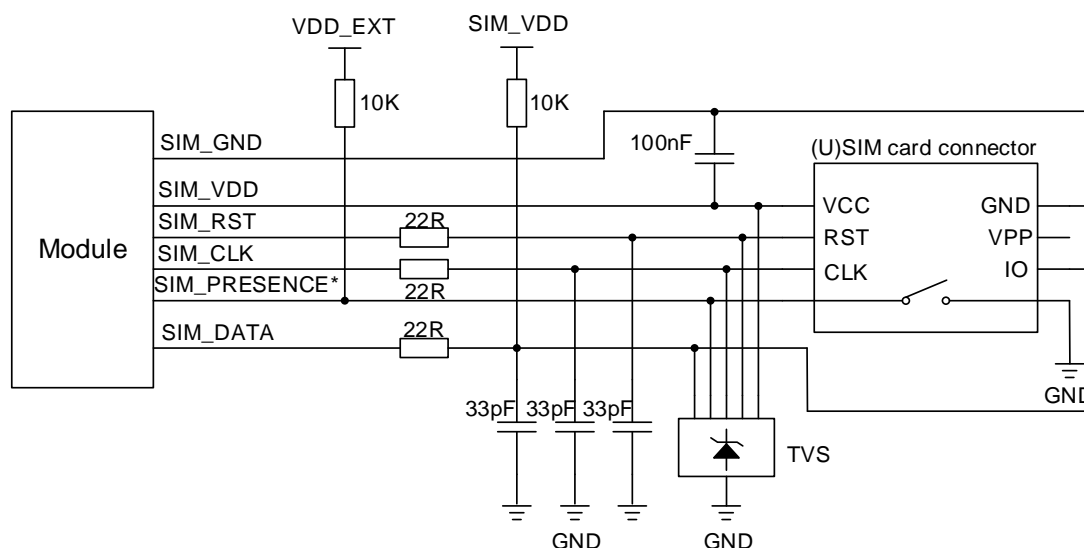 VDD_EXT
SIM_VDD
10K
10K
SIM_GND
100nF
(U)SIM card connector
SIM_VDD
VCC
GND
SIM_RST
22R
RST
VPP
Module
SIM_CLK
CLK
IO
SIM_PRESENCE*
22R
SIM_DATA
22R
GND
33pF
33pF
33pF
TVS
GND
GND